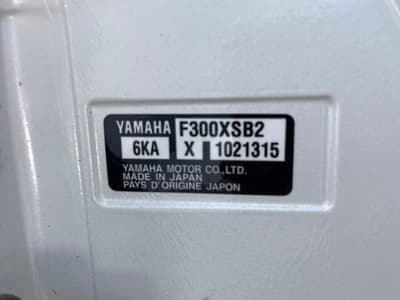 YAMAHA F300XSB2
6KA X 1021315
YAMAHA MOTOR CO.,LTD.
MADE IN JAPAN
PAYS D'ORIGINE JAPON